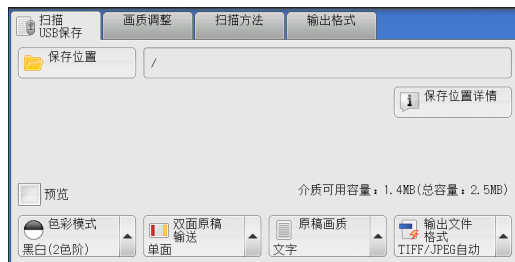 扫描
USB保存
画质调整
扫描方法
输出格式
保存位置
/
保存位置详情
预览
介质可用容量：1.4MB(总容量：2.5MB)
色彩模式
黑白(2色阶)
双面原稿
输送
单面
原稿画质
文字
输出文件
格式
TIFF/JPEG自动